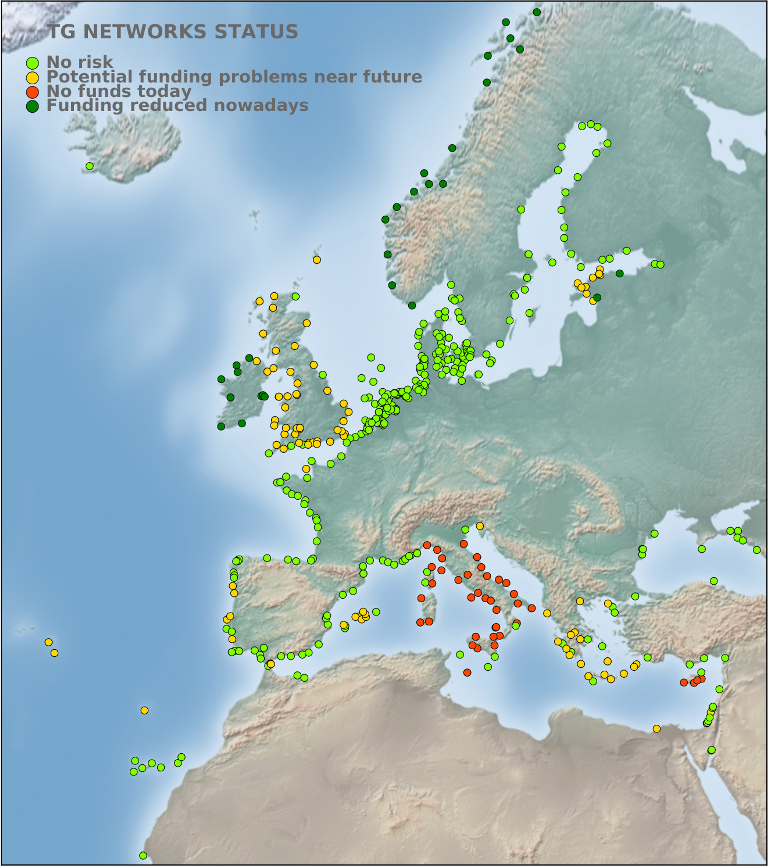 TG NETWORKS STATUS
No risk
Potential funding problems near future
No funds today
Funding reduced nowadays